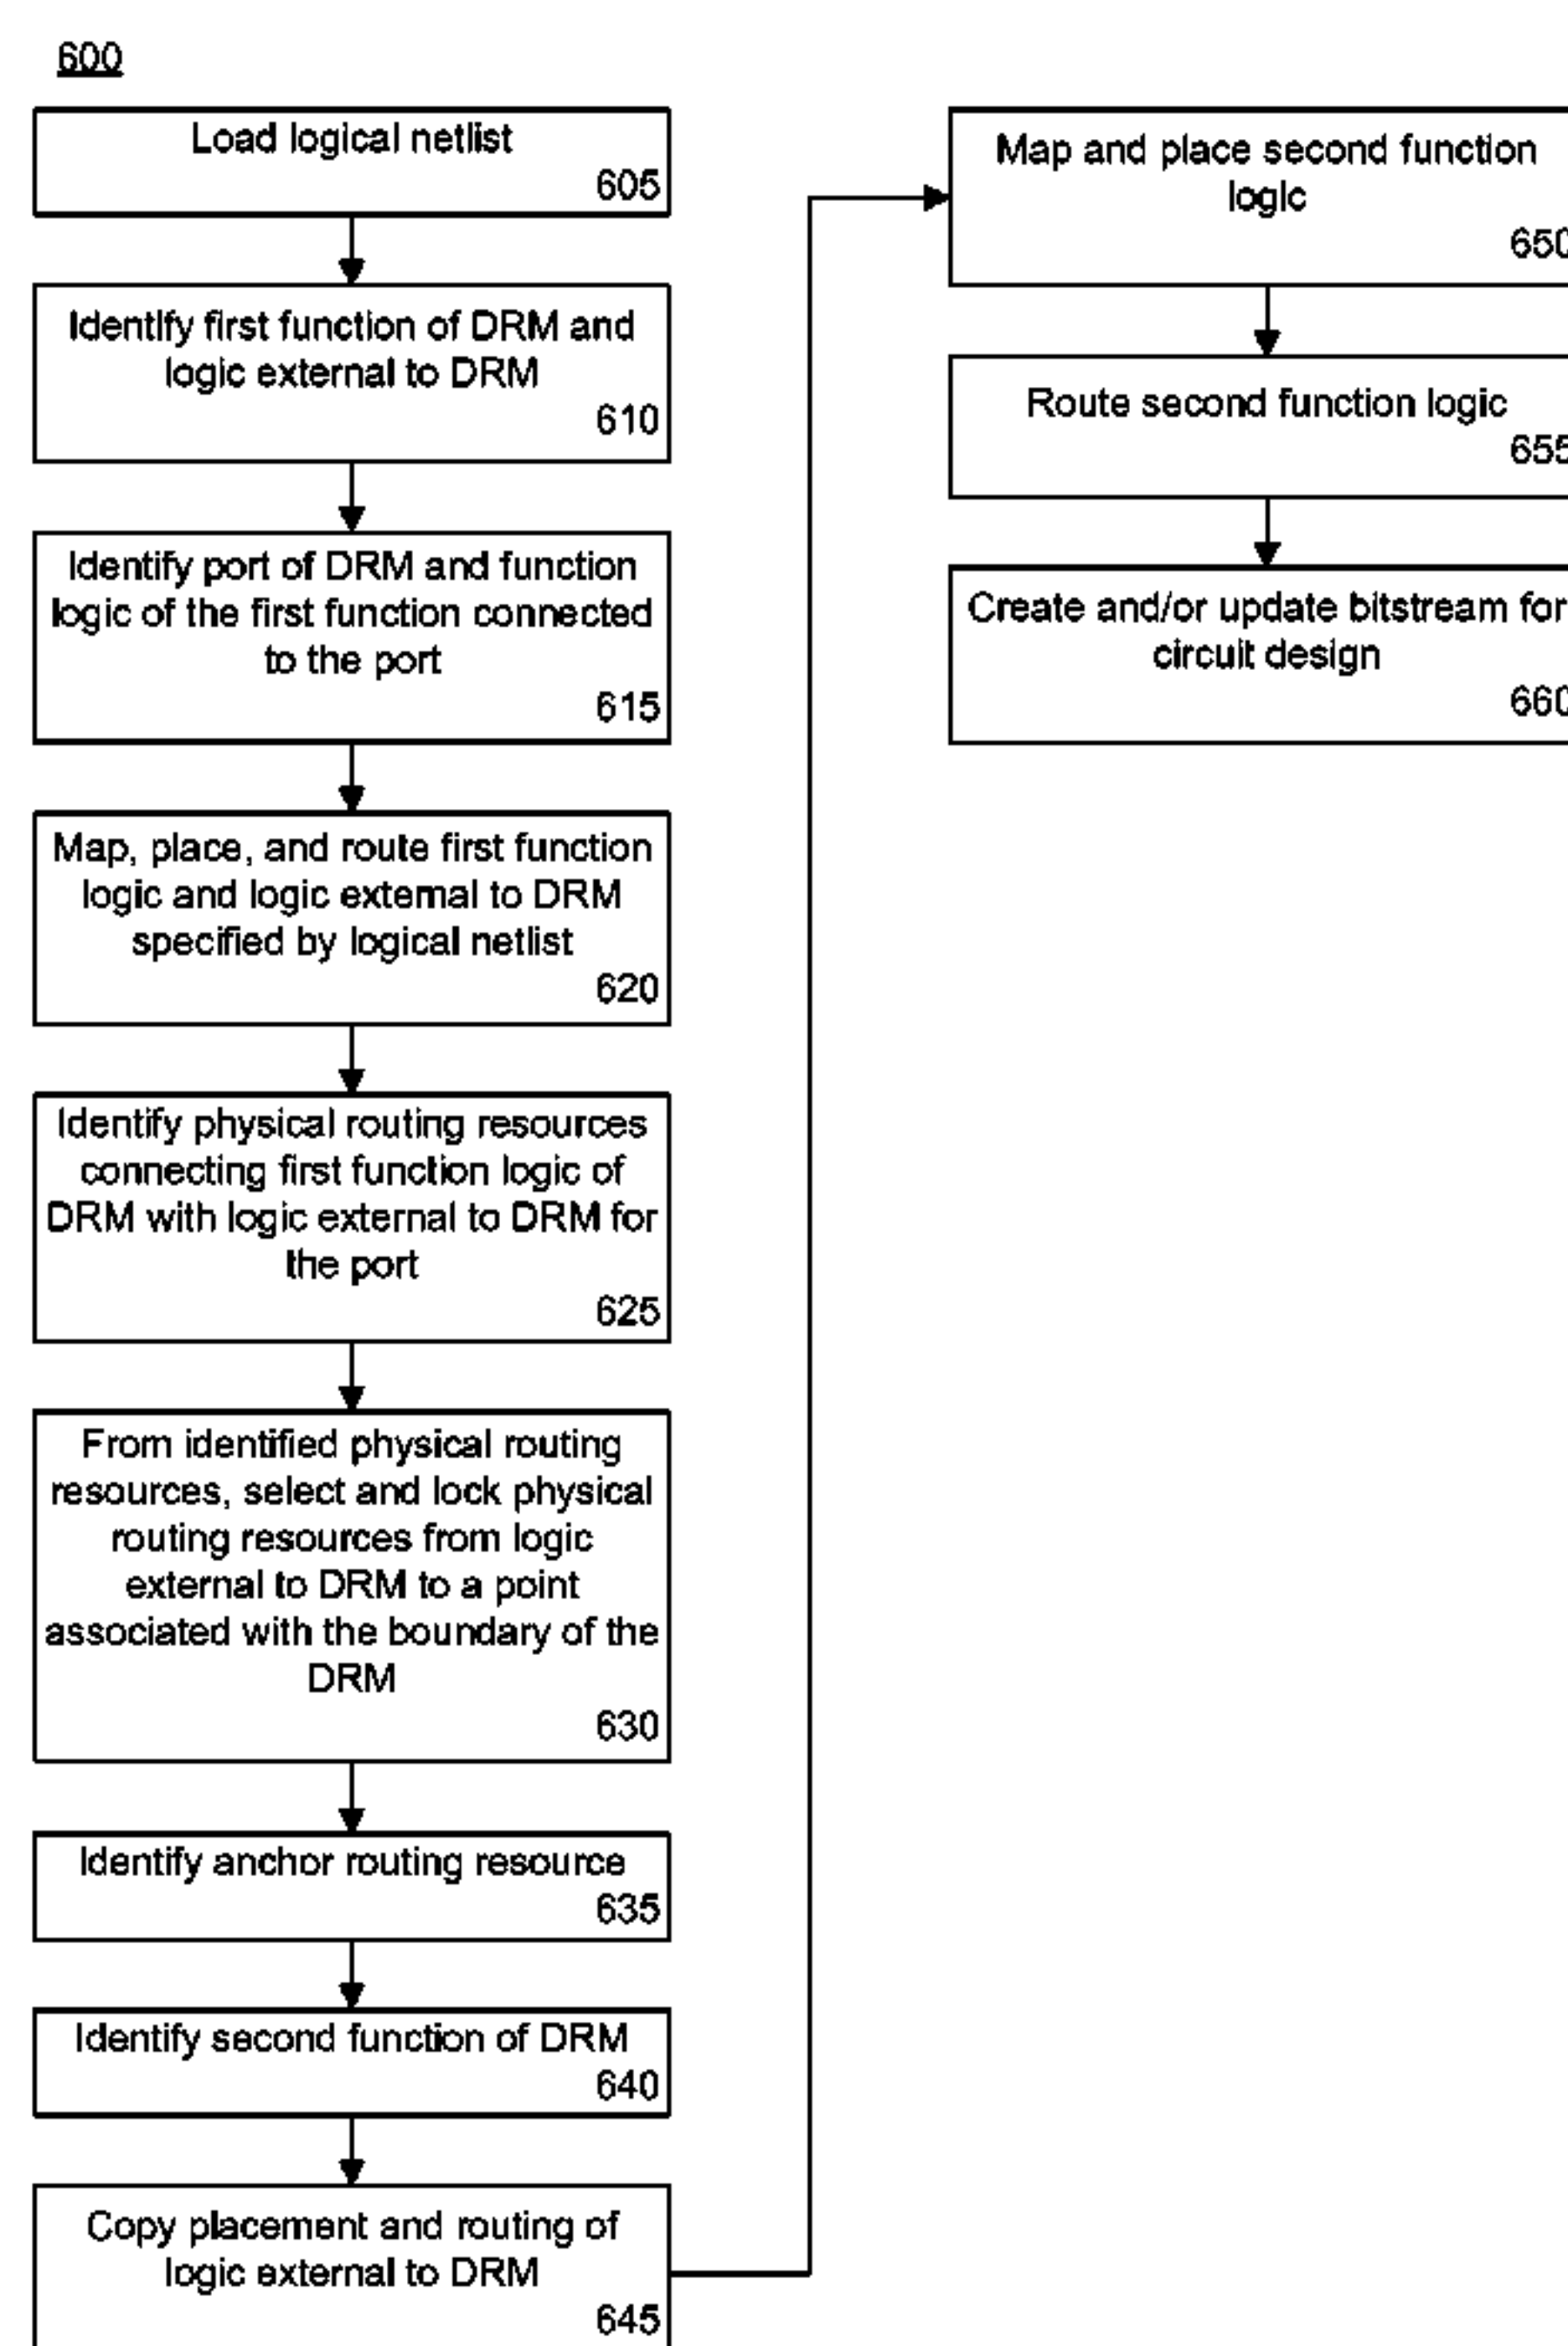 600
Load logical netlist
605
Identify first function of DRM and
logic external to DRM
610
Identify port of DRM and function
logic of the first function connected
to the port
615
Map, place, and route first function
logic and logic external to DRM
specified by logical netlist
620
Identify physical routing resources
connecting first function logic of
DRM with logic external to DRM for
the port
625
From identified physical routing
resources, select and lock physical
routing resources from logic
external to DRM to a point
associated with the boundary of the
DRM
630
Identify anchor routing resource
635
Identify second function of DRM
640
Copy placement and routing of
logic external to DRM
645
Map and place second function
logic
650
Route second function logic
655
Create and/or update bitstream for
circuit design
660